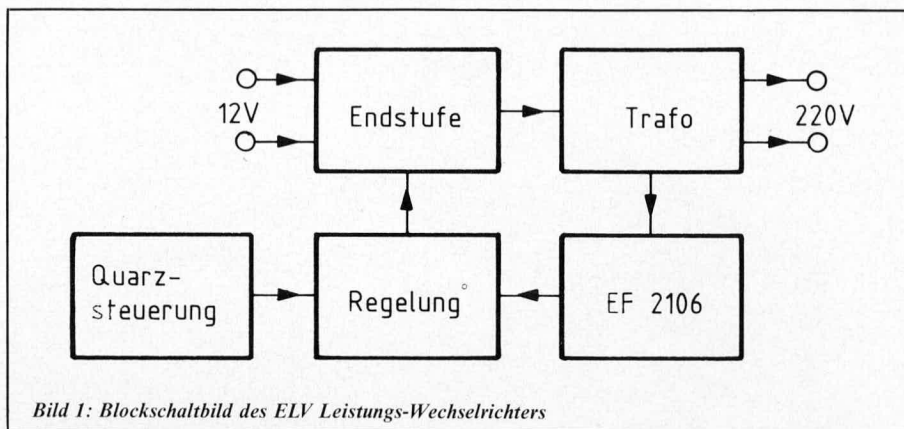 12V
Endstufe
Trafo
220V
Quarz-
steuerung
Regelung
EF 2106
Bild 1: Blockschaltbild des ELV Leistungs-Wechselrichters